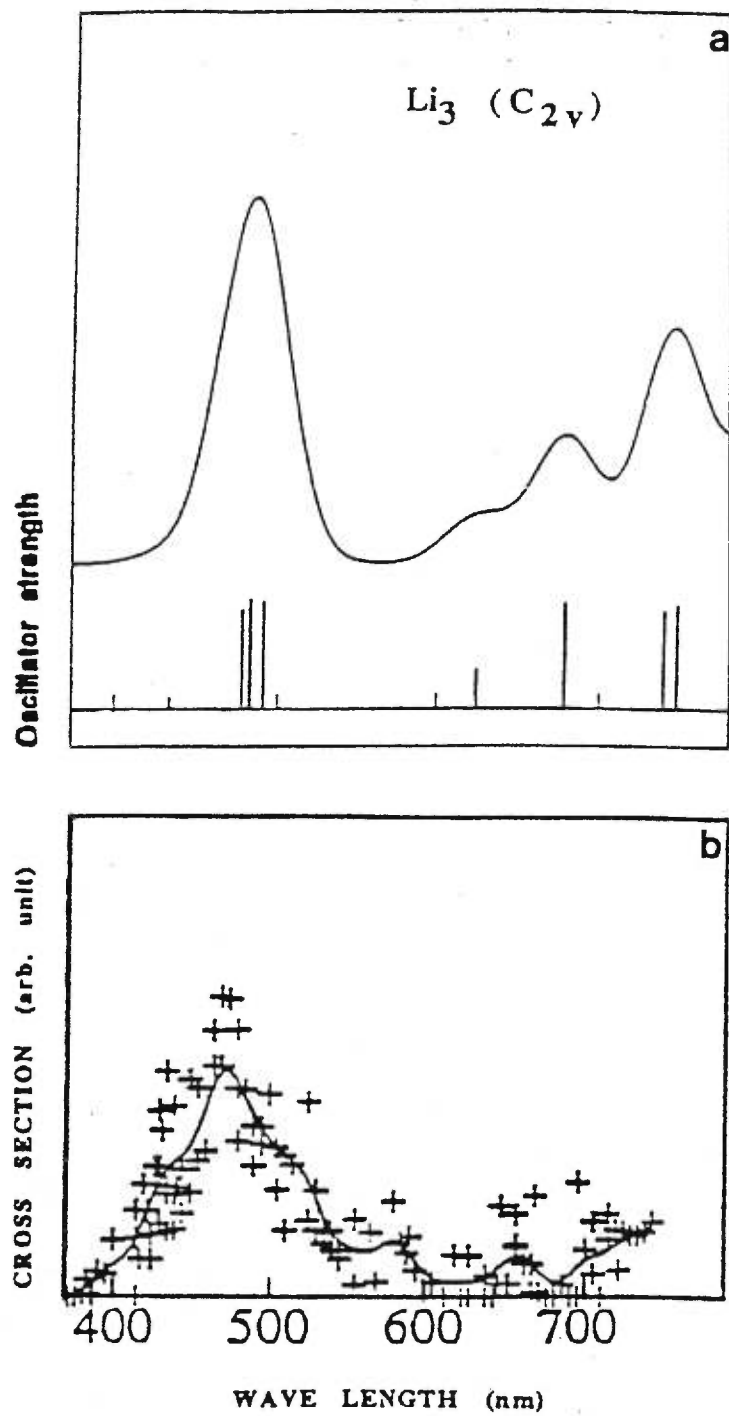 a
Li3 (C2v)
Oscillator strength
b
CROSS SECTION (arb. unit)
400 500 600 700
WAVE LENGTH (nm)